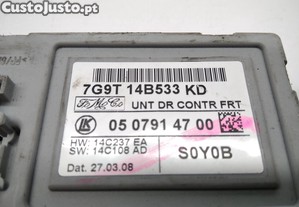 7G9T 14B533 KD
FoMoCo UNT DR CONTR FRT
LK 05 0791 47 00
HW: 14C237 EA
SW: 14C108 AD
S0Y0B
Dat. 27.03.08
CustoJusto.pt